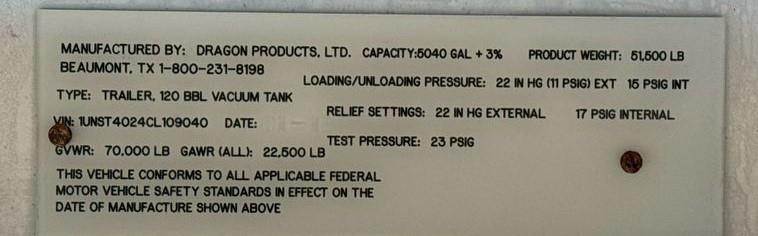 MANUFACTURED BY: DRAGON PRODUCTS, LTD. CAPACITY:5040 GAL + 3% PRODUCT WEIGHT: 51,500 LB
BEAUMONT, TX 1-800-231-8198
LOADING/UNLOADING PRESSURE: 22 IN HG (11 PSIG) EXT 15 PSIG INT
TYPE: TRAILER, 120 BBL VACUUM TANK
RELIEF SETTINGS: 22 IN HG EXTERNAL 17 PSIG INTERNAL
VIN: 1UNST4024CL109040 DATE:
TEST PRESSURE: 23 PSIG
GVWR: 70,000 LB GAWR (ALL): 22,500 LB
THIS VEHICLE CONFORMS TO ALL APPLICABLE FEDERAL
MOTOR VEHICLE SAFETY STANDARDS IN EFFECT ON THE
DATE OF MANUFACTURE SHOWN ABOVE